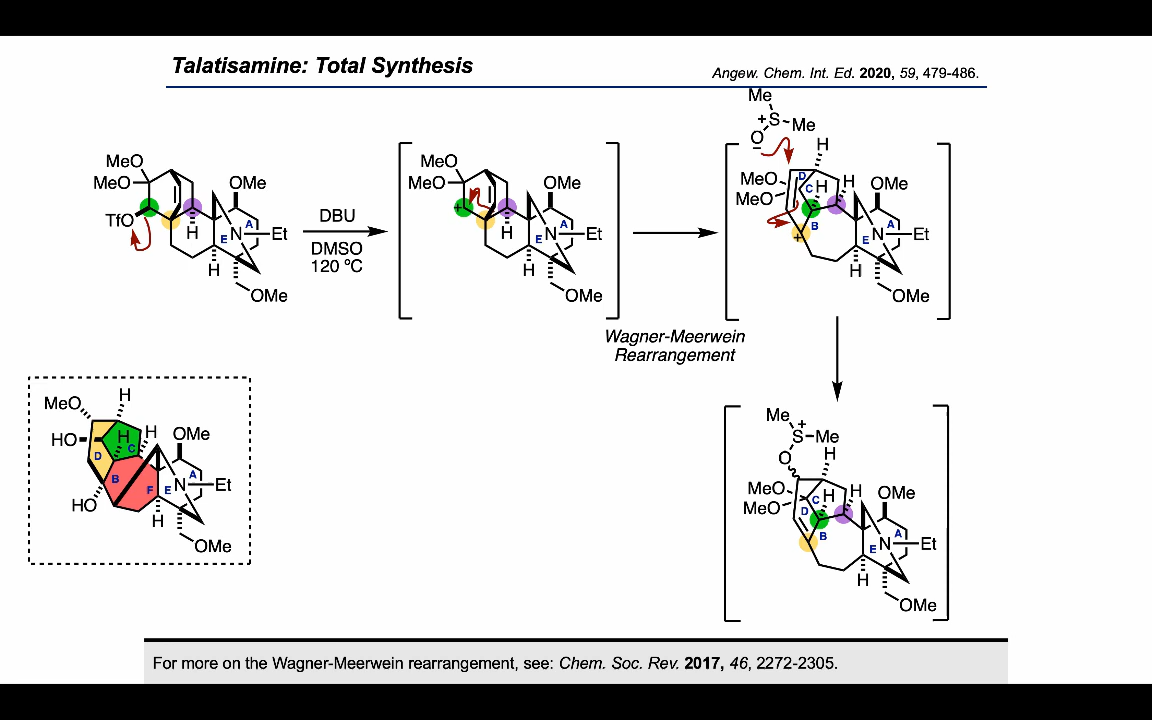 Talatisamine: Total Synthesis
Angew. Chem. Int. Ed. 2020, 59, 479-486.
MeO
MeO
TfO
OMe
H
A
E
N
Et
H
OMe
DBU
DMSO
120 ºC
MeO
MeO
+
OMe
H
A
E
N
Et
H
OMe
Wagner-Meerwein
Rearrangement
Me
+
S
Me
O
–
H
MeO
MeO
D
C
H
H
OMe
B
A
+
E
N
Et
H
OMe
MeO
H
HO
H
H
OMe
C
D
B
A
F
E
N
Et
HO
H
OMe
Me
+
S
Me
O
H
MeO
MeO
C
H
H
OMe
D
B
A
E
N
Et
H
OMe
For more on the Wagner-Meerwein rearrangement, see: Chem. Soc. Rev. 2017, 46, 2272-2305.